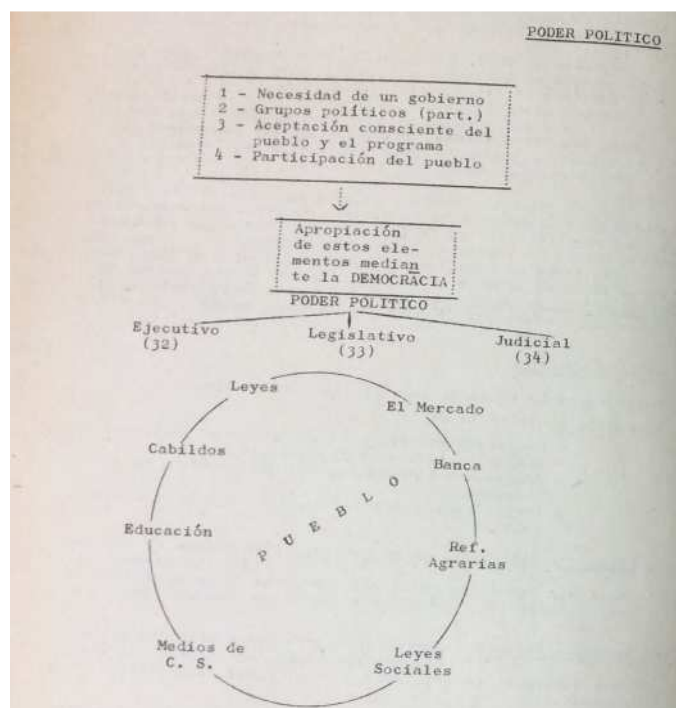 PODER POLITICO
1 - Necesidad de un gobierno
2 - Grupos políticos (part.)
3 - Aceptación consciente del
pueblo y el programa
4 - Participación del pueblo
Apropiación
de estos ele-
mentos median
te la DEMOCRACIA
PODER POLITICO
Ejecutivo
(32)
Legislativo
(33)
Judicial
(34)
Leyes
El Mercado
Cabildos
Banca
PUEBLO
Educación
Ref.
Agrarias
Medios de
C. S.
Leyes
Sociales